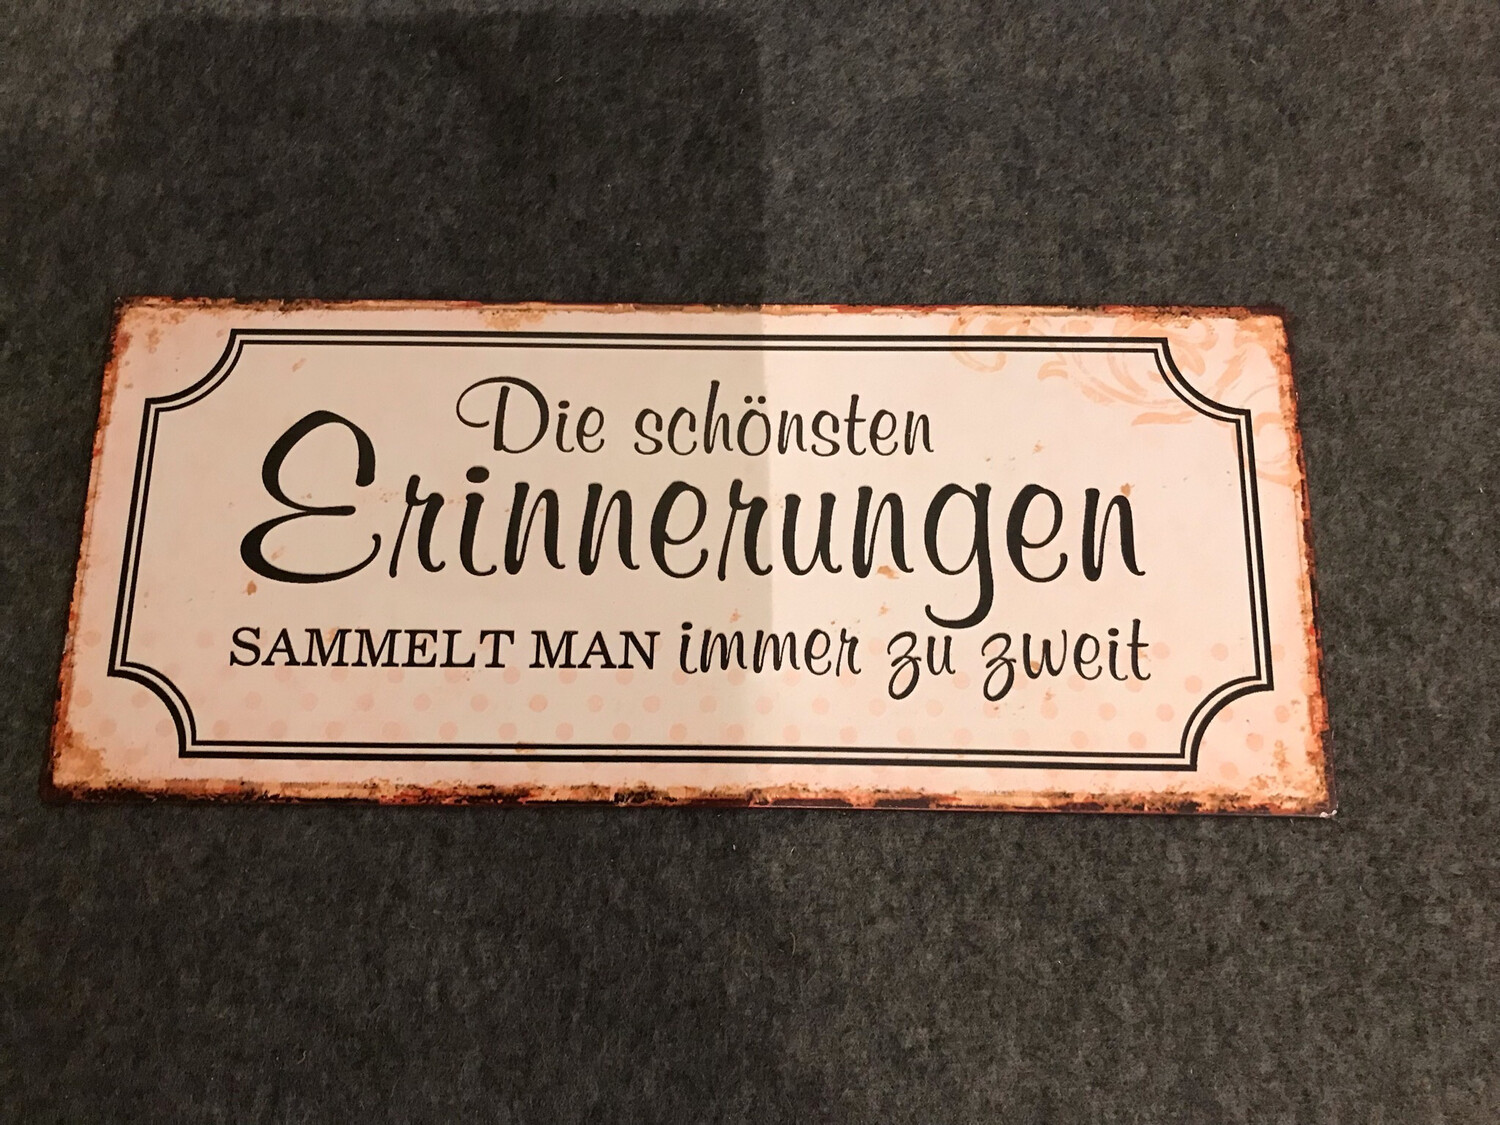 Die schönsten
Erinnerungen
SAMMELT MAN immer zu zweit